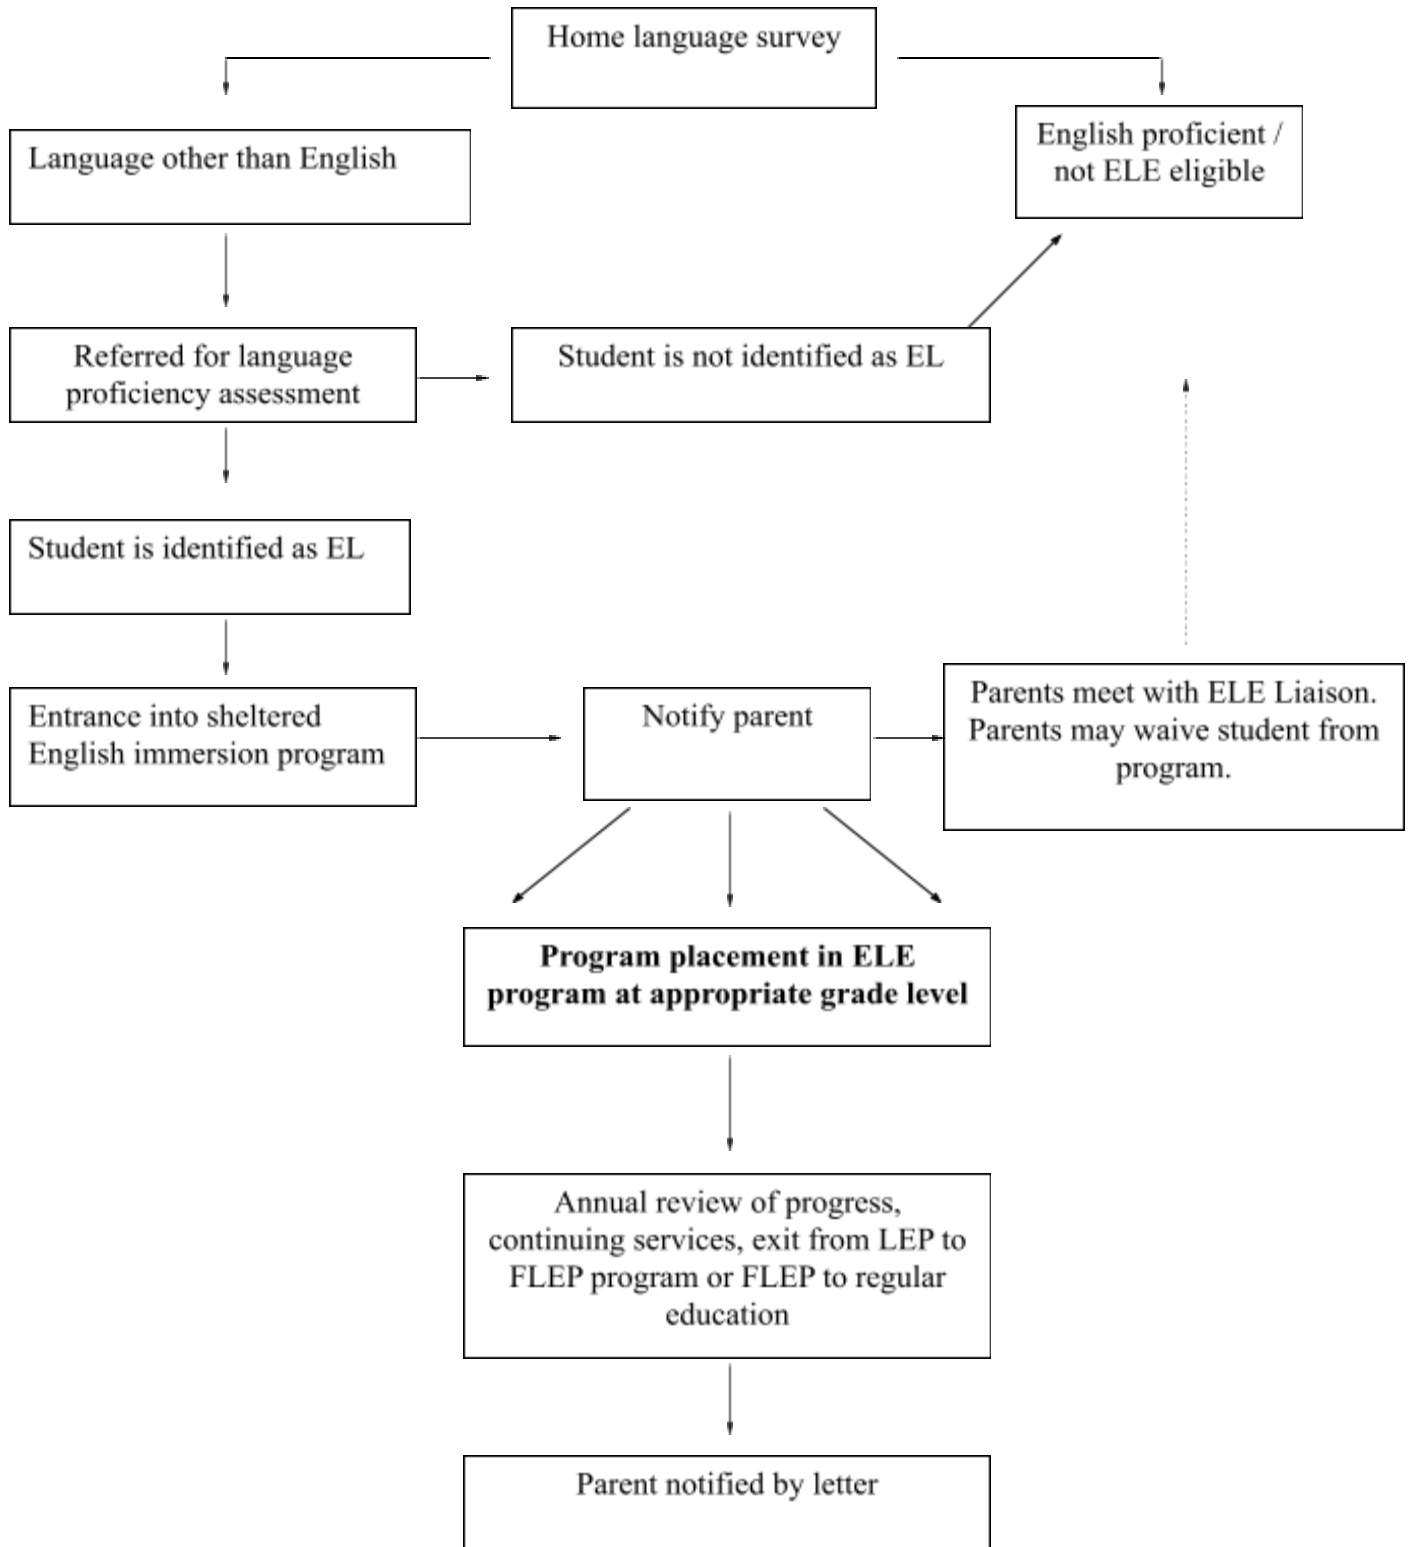 Home language survey
Language other than English
English proficient /
not ELE eligible
Referred for language
proficiency assessment
Student is not identified as EL
Student is identified as EL
Entrance into sheltered
English immersion program
Notify parent
Parents meet with ELE Liaison.
Parents may waive student from
program.
Program placement in ELE
program at appropriate grade level
Annual review of progress,
continuing services, exit from LEP to
FLEP program or FLEP to regular
education
Parent notified by letter